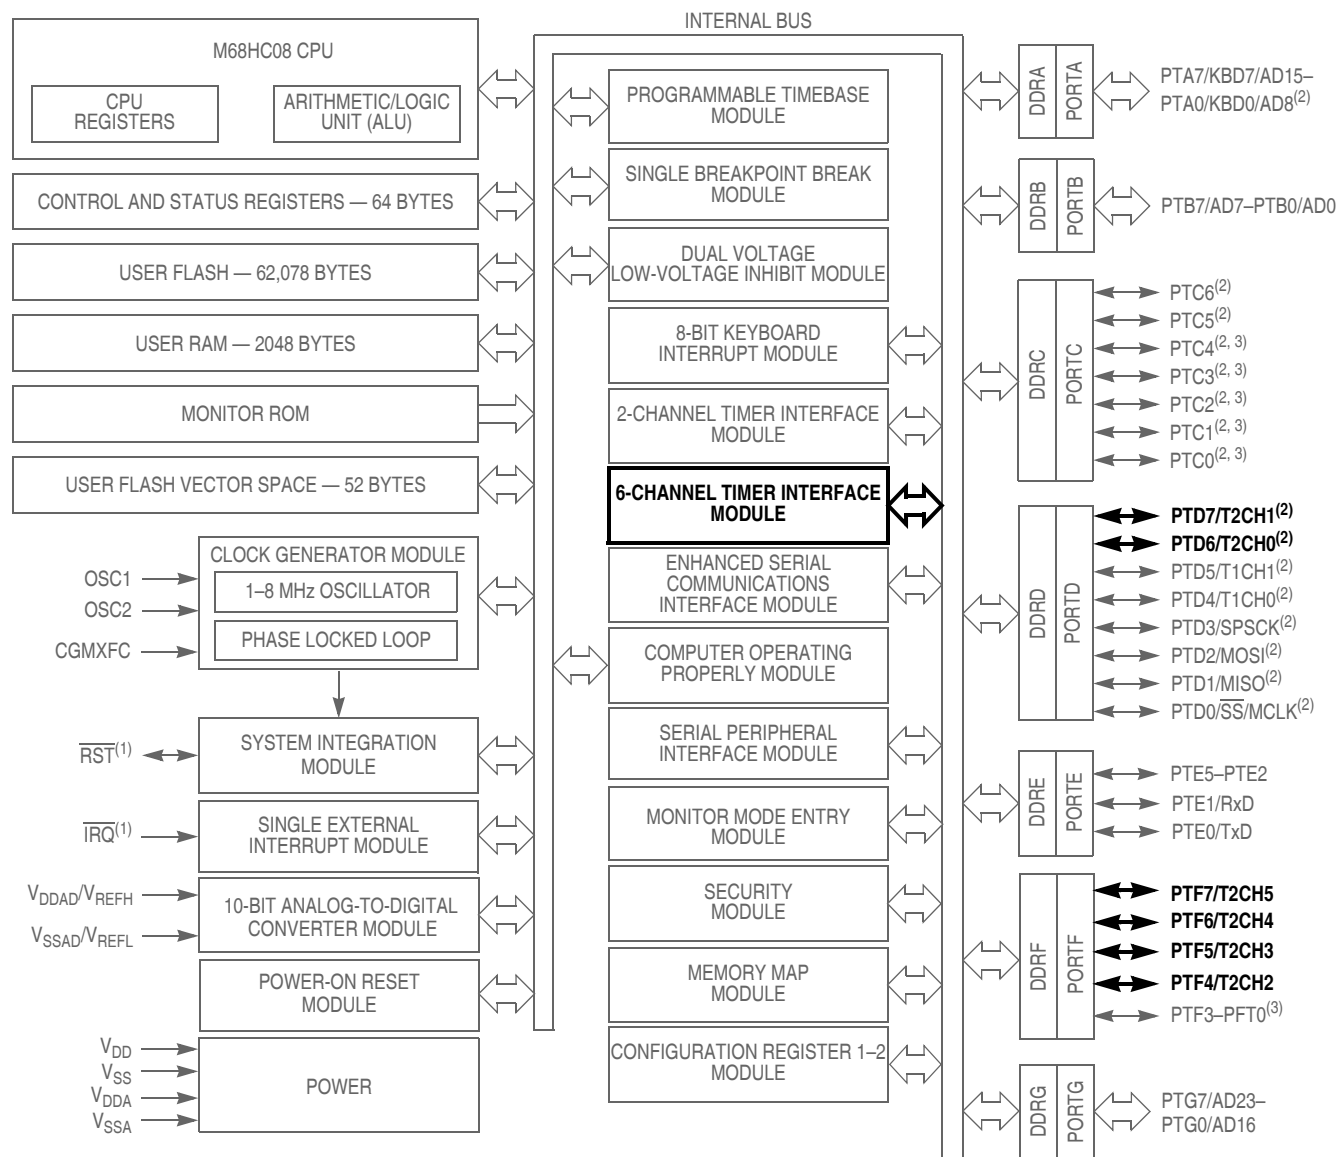 INTERNAL BUS
M68HC08 CPU
CPU
REGISTERS
ARITHMETIC/LOGIC
UNIT (ALU)
CONTROL AND STATUS REGISTERS — 64 BYTES
USER FLASH — 62,078 BYTES
USER RAM — 2048 BYTES
MONITOR ROM
USER FLASH VECTOR SPACE — 52 BYTES
OSC1
OSC2
CGMXFC
CLOCK GENERATOR MODULE
1–8 MHz OSCILLATOR
PHASE LOCKED LOOP
RST(1)
SYSTEM INTEGRATION
MODULE
IRQ(1)
SINGLE EXTERNAL
INTERRUPT MODULE
VDDAD/VREFH
VSSAD/VREFL
10-BIT ANALOG-TO-DIGITAL
CONVERTER MODULE
POWER-ON RESET
MODULE
VDD
VSS
VDDA
VSSA
POWER
PROGRAMMABLE TIMEBASE
MODULE
SINGLE BREAKPOINT BREAK
MODULE
DUAL VOLTAGE
LOW-VOLTAGE INHIBIT MODULE
8-BIT KEYBOARD
INTERRUPT MODULE
2-CHANNEL TIMER INTERFACE
MODULE
6-CHANNEL TIMER INTERFACE
MODULE
ENHANCED SERIAL
COMMUNICATIONS
INTERFACE MODULE
COMPUTER OPERATING
PROPERLY MODULE
SERIAL PERIPHERAL
INTERFACE MODULE
MONITOR MODE ENTRY
MODULE
SECURITY
MODULE
MEMORY MAP
MODULE
CONFIGURATION REGISTER 1–2
MODULE
DDRA
PORTA
PTA7/KBD7/AD15–
PTA0/KBD0/AD8(2)
DDRB
PORTB
PTB7/AD7–PTB0/AD0
DDRC
PORTC
PTC6(2)
PTC5(2)
PTC4(2, 3)
PTC3(2, 3)
PTC2(2, 3)
PTC1(2, 3)
PTC0(2, 3)
DDRD
PORTD
PTD7/T2CH1(2)
PTD6/T2CH0(2)
PTD5/T1CH1(2)
PTD4/T1CH0(2)
PTD3/SPSCK(2)
PTD2/MOSI(2)
PTD1/MISO(2)
PTD0/SS/MCLK(2)
DDRE
PORTE
PTE5–PTE2
PTE1/RxD
PTE0/TxD
DDRF
PORTF
PTF7/T2CH5
PTF6/T2CH4
PTF5/T2CH3
PTF4/T2CH2
PTF3–PFT0(3)
DDRG
PORTG
PTG7/AD23–
PTG0/AD16